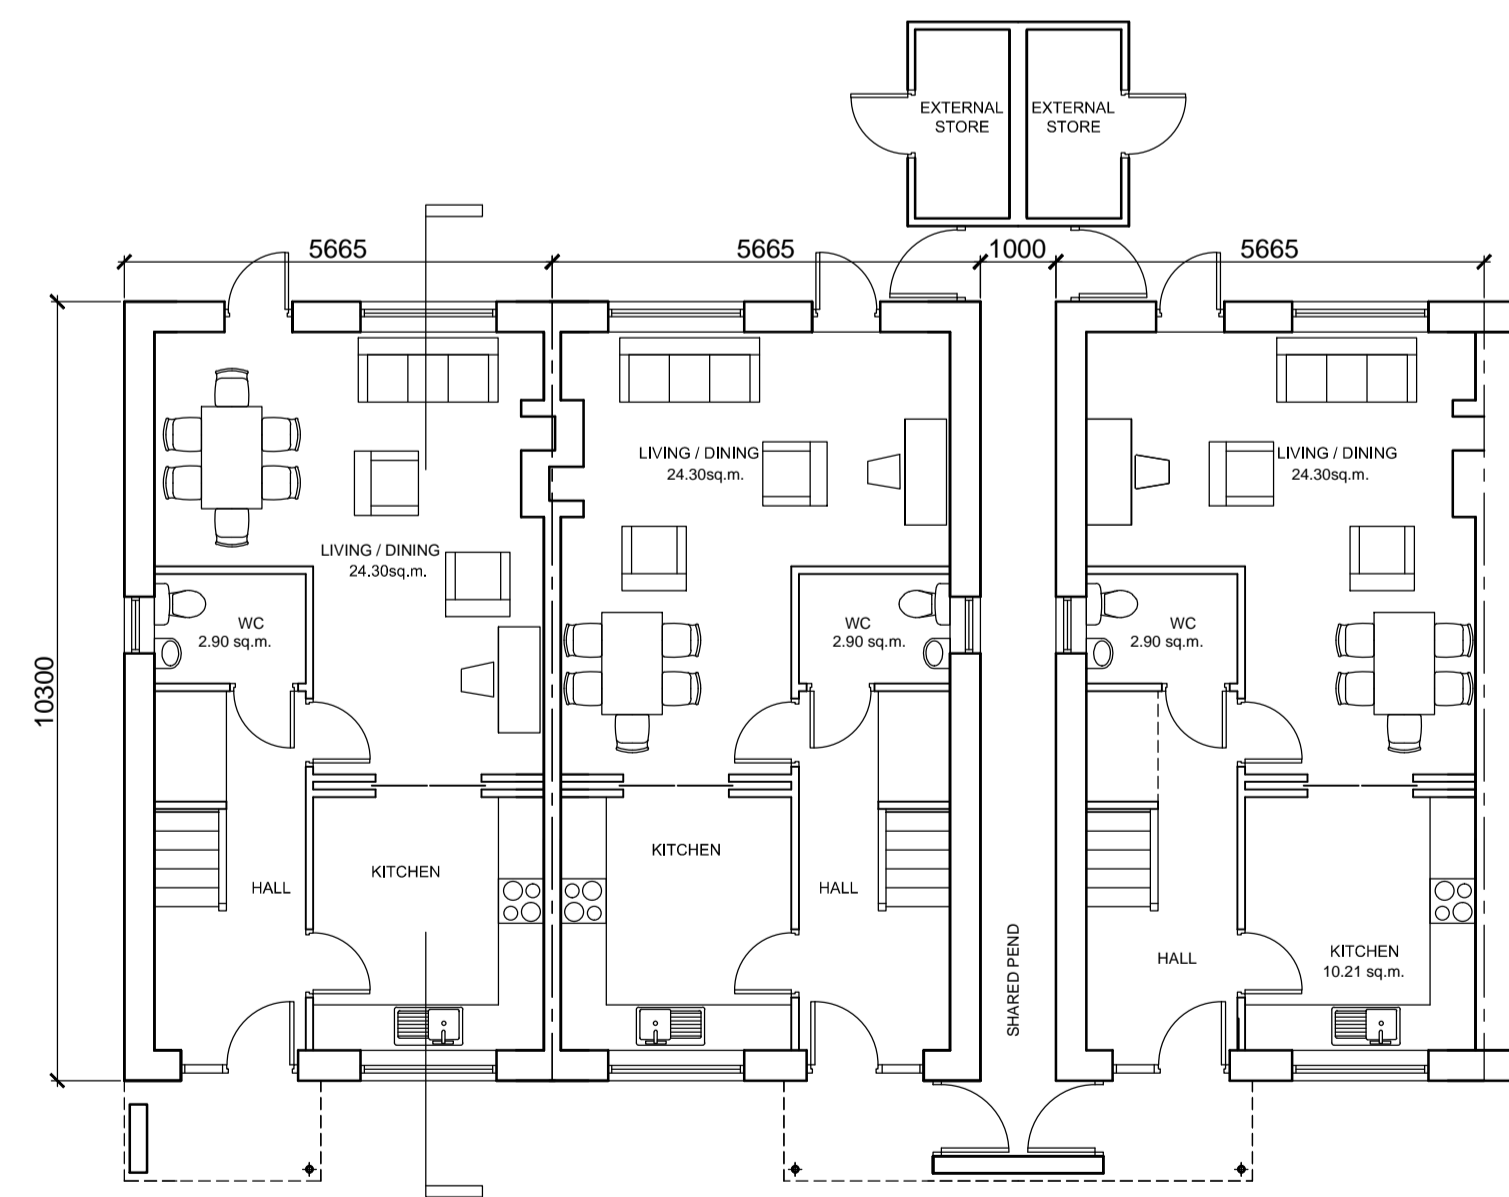 EXTERNAL
STORE
EXTERNAL
STORE
5665
5665
1000
5665
10300
LIVING / DINING
24.30sq.m.
LIVING / DINING
24.30sq.m.
LIVING / DINING
24.30sq.m.
WC
2.90 sq.m.
WC
2.90 sq.m.
WC
2.90 sq.m.
KITCHEN
HALL
KITCHEN
HALL
SHARED PEND
HALL
KITCHEN
10.21 sq.m.